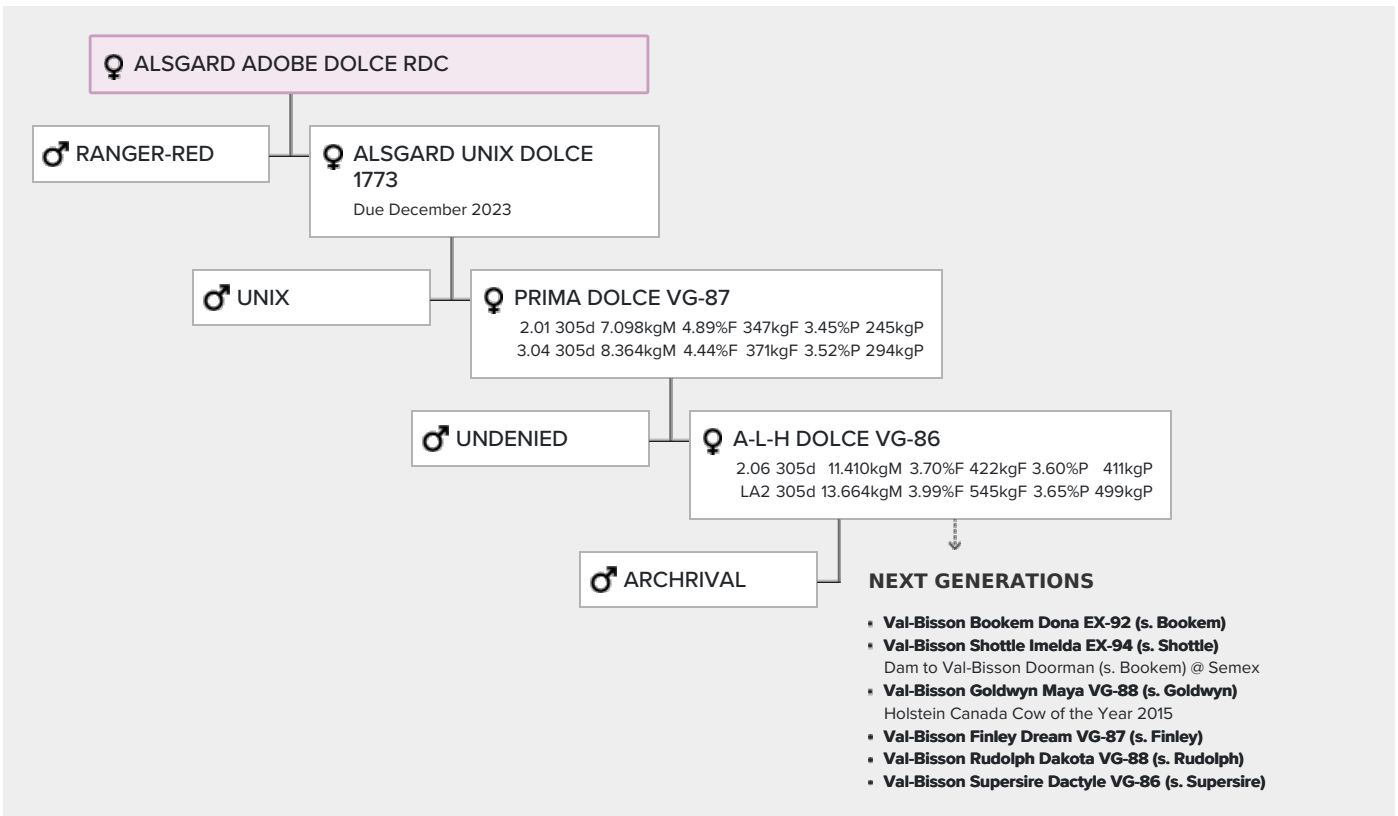 ALSGARD ADOBE DOLCE RDC
RANGER-RED
ALSGARD UNIX DOLCE
1773
Due December 2023
UNIX
PRIMA DOLCE VG-87
2.01 305d 7.098kgM 4.89%F 347kgF 3.45%P 245kgP
3.04 305d 8.364kgM 4.44%F 371kgF 3.52%P 294kgP
UNDENIED
A-L-H DOLCE VG-86
2.06 305d 11.410kgM 3.70%F 422kgF 3.60%P 411kgP
LA2 305d 13.664kgM 3.99%F 545kgF 3.65%P 499kgP
ARCHRIVAL
NEXT GENERATIONS
Val-Bisson Bookem Dona EX-92 (s. Bookem)
Val-Bisson Shottle Imelda EX-94 (s. Shottle)
Dam to Val-Bisson Doorman (s. Bookem) @ Semex
Val-Bisson Goldwyn Maya VG-88 (s. Goldwyn)
Holstein Canada Cow of the Year 2015
Val-Bisson Finley Dream VG-87 (s. Finley)
Val-Bisson Rudolph Dakota VG-88 (s. Rudolph)
Val-Bisson Supersire Dactyle VG-86 (s. Supersire)